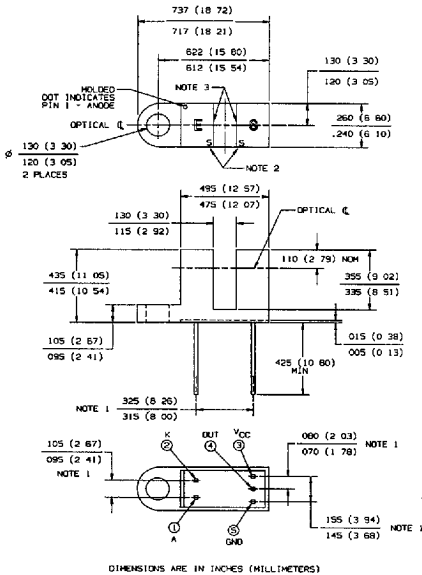 737 (18 72)
717 (18 21)
622 (15 80)
612 (15 54)
MOLDED
DOT INDICATES
PIN 1 - ANODE
NOTE 3
130 (3 30)
120 (3 05)
OPTICAL ℄
E
S
260 (6 60)
.240 (6 10)
ø 130 (3 30)
120 (3 05)
2 PLACES
S S
NOTE 2
495 (12 57)
475 (12 07)
130 (3 30)
115 (2 92)
OPTICAL ℄
110 (2 79) NOM
435 (11 05)
415 (10 54)
355 (9 02)
335 (8 51)
105 (2 67)
095 (2 41)
015 (0 38)
005 (0 13)
425 (10 80)
MIN
NOTE 1 325 (8 26)
315 (8 00)
105 (2 67)
095 (2 41)
NOTE 1
K
2
OUT
4
VCC
3
080 (2 03)
070 (1 78)
NOTE 1
1
A
5
GND
155 (3 94)
145 (3 68)
NOTE 1
DIMENSIONS ARE IN INCHES (MILLIMETERS)